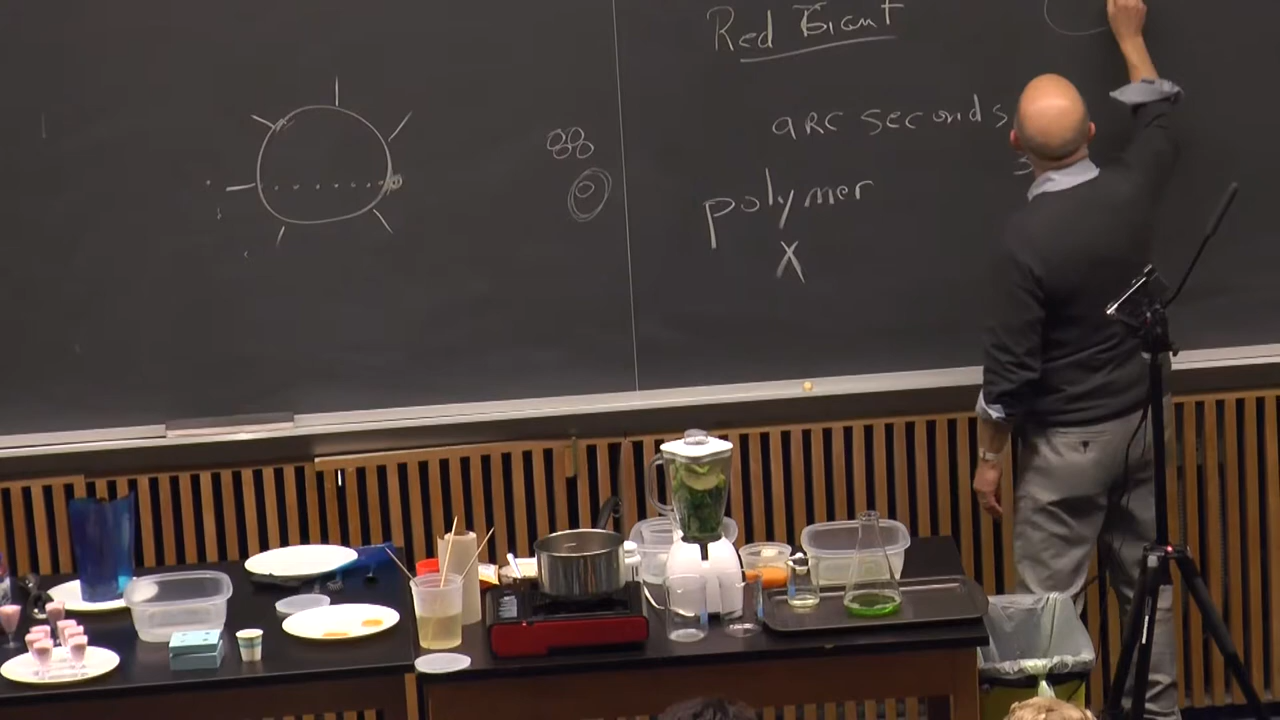 Red Giant
arc seconds
polymer
X